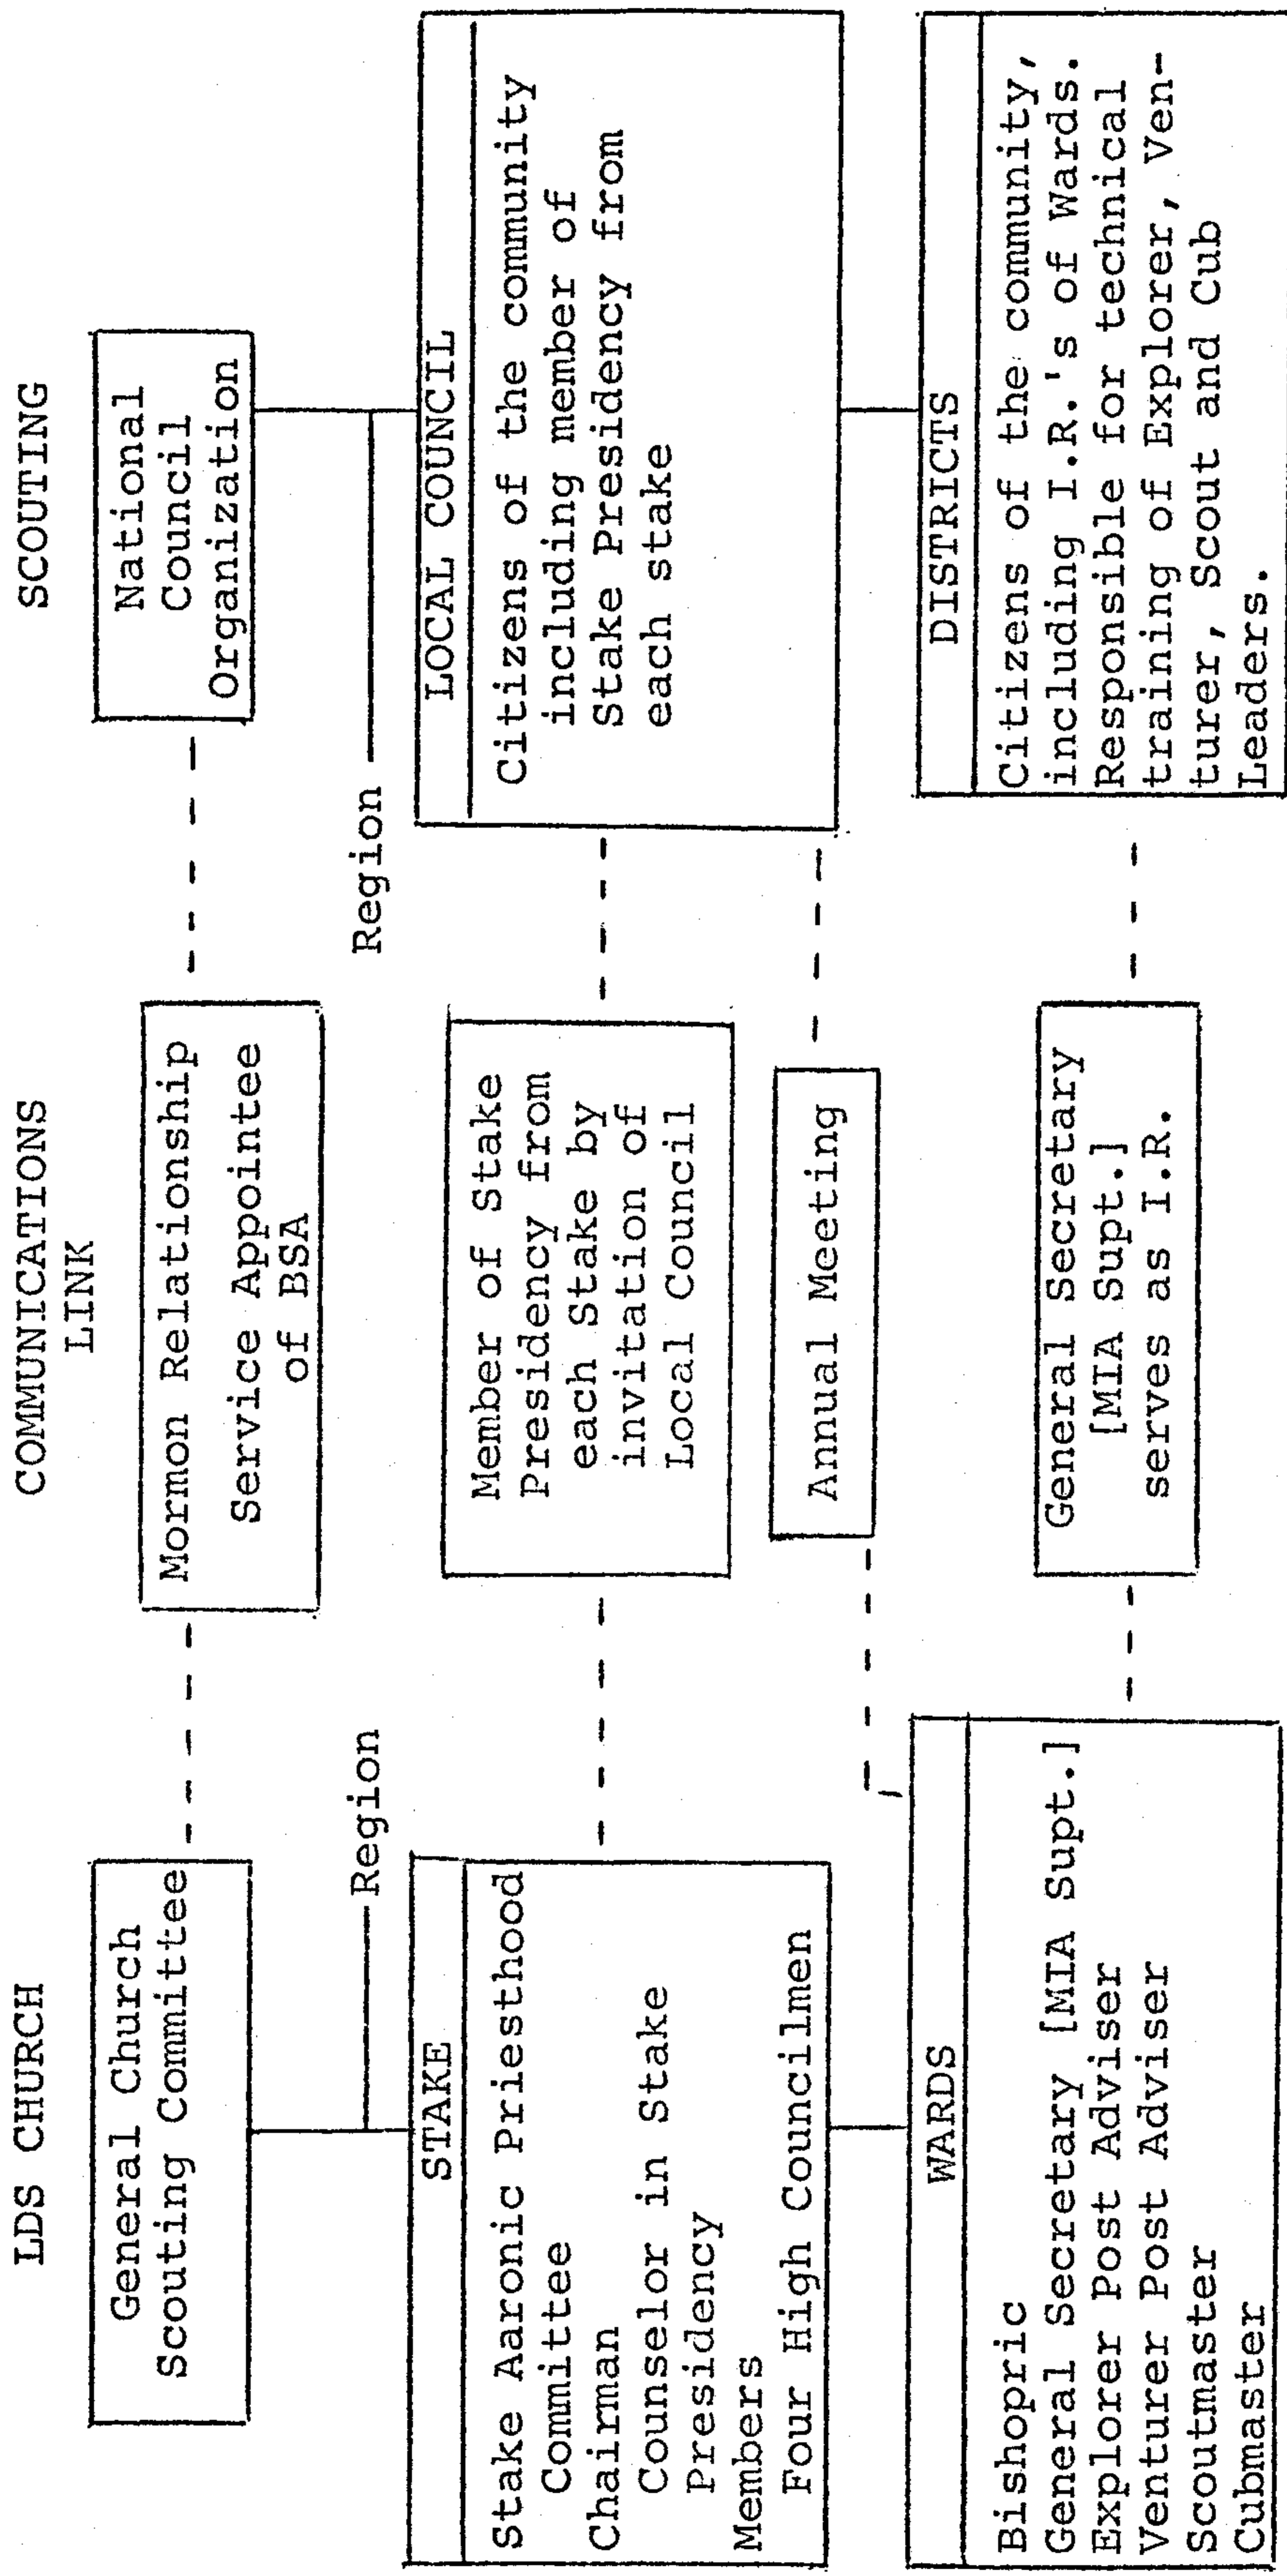 LDS CHURCH
COMMUNICATIONS
LINK
SCOUTING
General Church
Scouting Committee
Mormon Relationship
Service Appointee
of BSA
National
Council
Organization
Region
Region
STAKE
Stake Aaronic Priesthood
Committee
Chairman
Counselor in Stake
Presidency
Members
Four High Councilmen
Member of Stake
Presidency from
each Stake by
invitation of
Local Council
LOCAL COUNCIL
Citizens of the community
including member of
Stake Presidency from
each stake
Annual Meeting
WARDS
Bishopric
General Secretary [MIA Supt.]
Explorer Post Adviser
Venturer Post Adviser
Scoutmaster
Cubmaster
General Secretary
[MIA Supt.]
serves as I.R.
DISTRICTS
Citizens of the community,
including I.R.'s of Wards.
Responsible for technical
training of Explorer, Ven-
turer, Scout and Cub
Leaders.